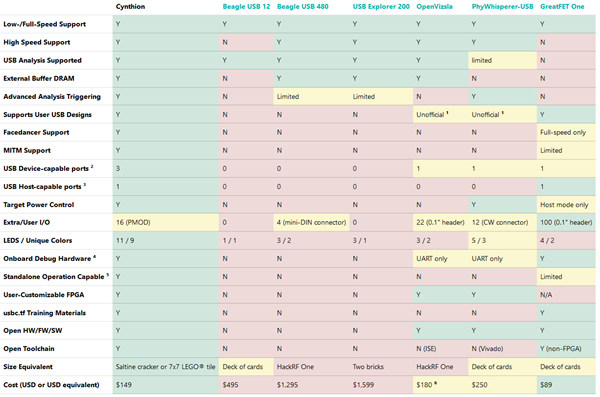 Cynthion Beagle USB 12 Beagle USB 480 USB Explorer 200 OpenVizsla PhyWhisperer-USB GreatFET One
Low-/Full-Speed Support Y Y Y Y Y Y Y
High Speed Support Y N Y Y Y Y N
USB Analysis Supported Y Y Y Y Y limited N
External Buffer DRAM Y N Y Y Y N N
Advanced Analysis Triggering Y N Limited Limited N Y N
Supports User USB Designs Y N N N Unofficial ¹ Unofficial ¹ Y
Facedancer Support Y N N N N N Full-speed only
MITM Support Y N N N N N Limited
USB Device-capable ports ² 3 0 0 0 1 1 1
USB Host-capable ports ³ 1 0 0 0 0 0 1
Target Power Control Y N N N N Y Host mode only
Extra/User I/O 16 (PMOD) 0 4 (mini-DIN connector) 0 22 (0.1" header) 12 (CW connector) 100 (0.1" header)
LEDS / Unique Colors 11 / 9 1 / 1 3 / 2 3 / 1 3 / 2 5 / 3 4 / 2
Onboard Debug Hardware ⁴ Y N N N UART only UART only Y
Standalone Operation Capable ⁵ Y N N N N N Limited
User-Customizable FPGA Y N N N Y Y N/A
usbc.tf Training Materials Y N N N N N Y
Open HW/FW/SW Y N N N Y Y Y
Open Toolchain Y N N N N (ISE) N (Vivado) Y (non-FPGA)
Size Equivalent Saltine cracker or 7x7 LEGO® tile Deck of cards HackRF One Two bricks HackRF One Deck of cards Deck of cards
Cost (USD or USD equivalent) $149 $495 $1,295 $1,599 $180 ⁶ $250 $89